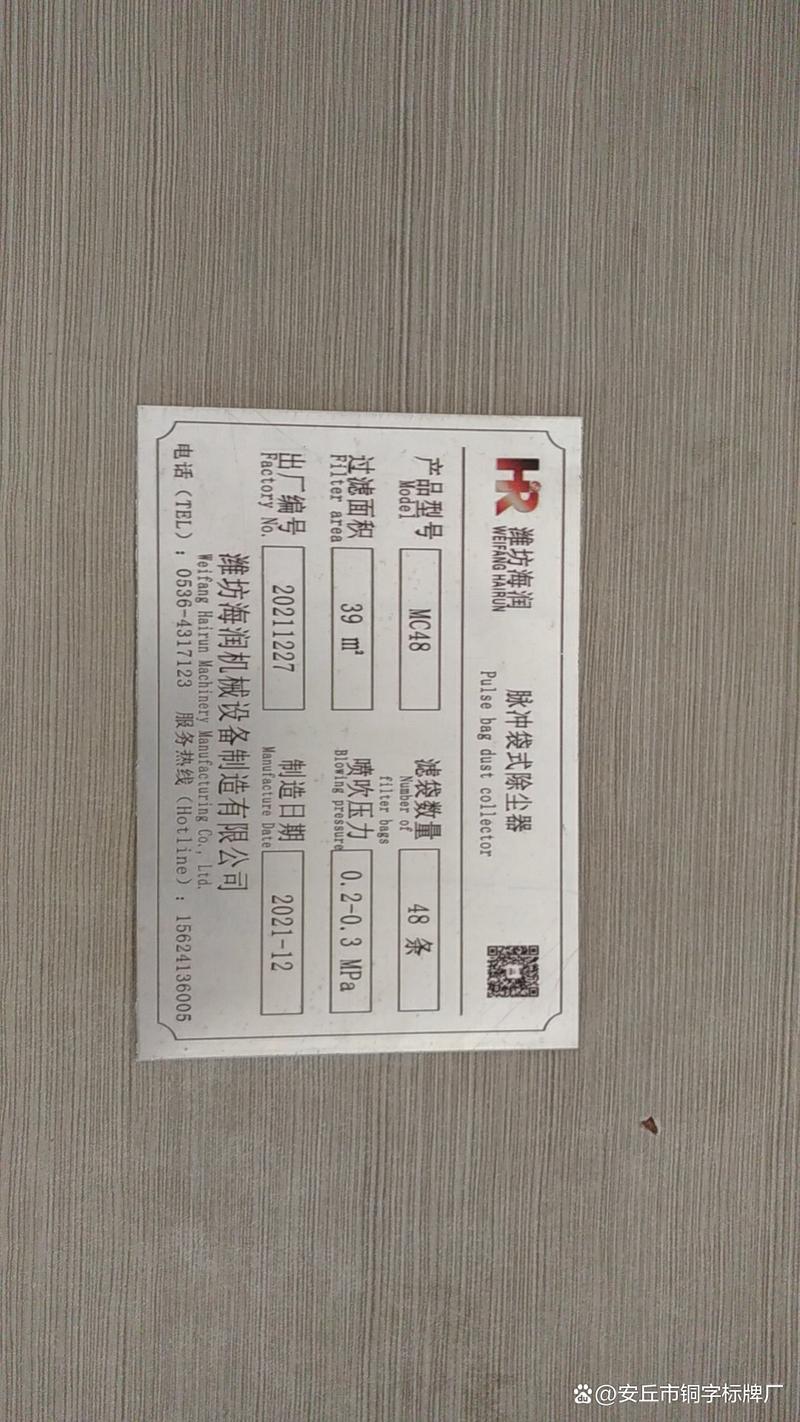 HR 潍坊海润
WEIFANG HAIRUN
脉冲袋式除尘器
Pulse bag dust collector
产品型号 MC48 滤袋数量 48 条
Model Number of filter bags
过滤面积 39 m² 喷吹压力 0.2-0.3 MPa
Filter area Blowing pressure
出厂编号 20211227 制造日期 2021-12
Factory No. Manufacture Date
潍坊海润机械设备制造有限公司
Weifang Hairun Machinery Manufacturing Co., Ltd.
电话（TEL）：0536-4317123 服务热线（Hotline）：15624136005
@安丘市铜字标牌厂